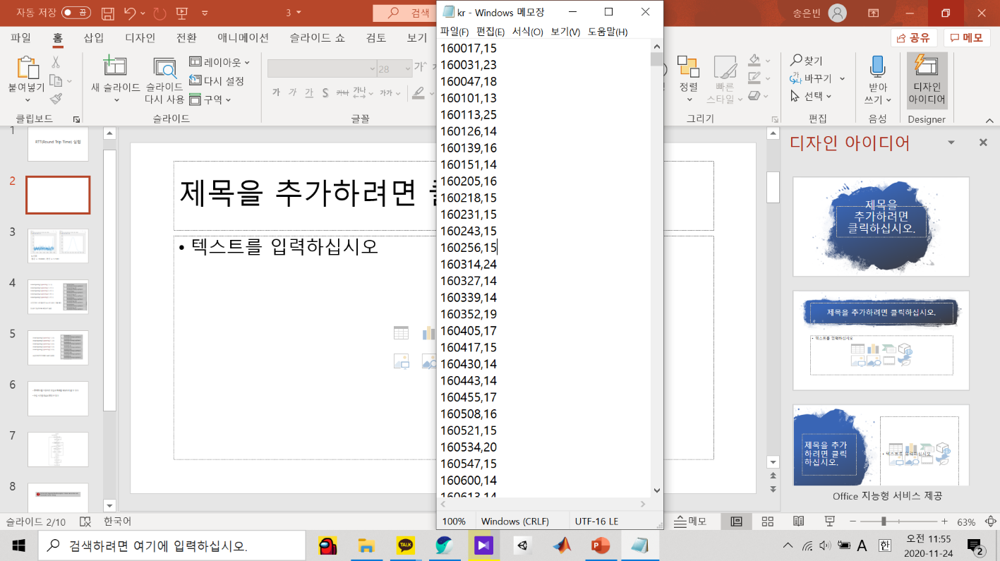 자동 저장 끔
3
검색
송은빈
파일 홈 삽입 디자인 전환 애니메이션 슬라이드 쇼 검토 보기
공유 메모
붙여넣기
클립보드
새 슬라이드
슬라이드 다시 사용
레이아웃
다시 설정
구역
슬라이드
28
가
가 가 가 S 가나 가나 가가
글꼴
정렬
빠른 스타일
그리기
찾기
바꾸기
선택
편집
받아쓰기
음성
디자인 아이디어
Designer
kr - Windows 메모장
파일(F) 편집(E) 서식(O) 보기(V) 도움말(H)
160017,15
160031,23
160047,18
160101,13
160113,25
160126,14
160139,16
160151,14
160205,16
160218,15
160231,15
160243,15
160256,15
160314,24
160327,14
160339,14
160352,19
160405,17
160417,15
160430,14
160443,14
160455,17
160508,16
160521,15
160534,20
160547,15
160600,14
160613,14
100% Windows (CRLF) UTF-16 LE
1
RTT(Round Trip Time) 실험
2
3
4
5
6
7
8
제목을 추가하려면
• 텍스트를 입력하십시오
디자인 아이디어
제목을
추가하려면
클릭하십시오.
제목을 추가하려면 클릭하십시오.
• 텍스트를 입력하십시오
제목을 추가
하려면 클릭
하십시오.
• 텍스트를 입력하십시오
Office 지능형 서비스 제공
슬라이드 2/10 한국어
메모
63%
검색하려면 여기에 입력하십시오.
TALK
A 한
오전 11:55
2020-11-24
2